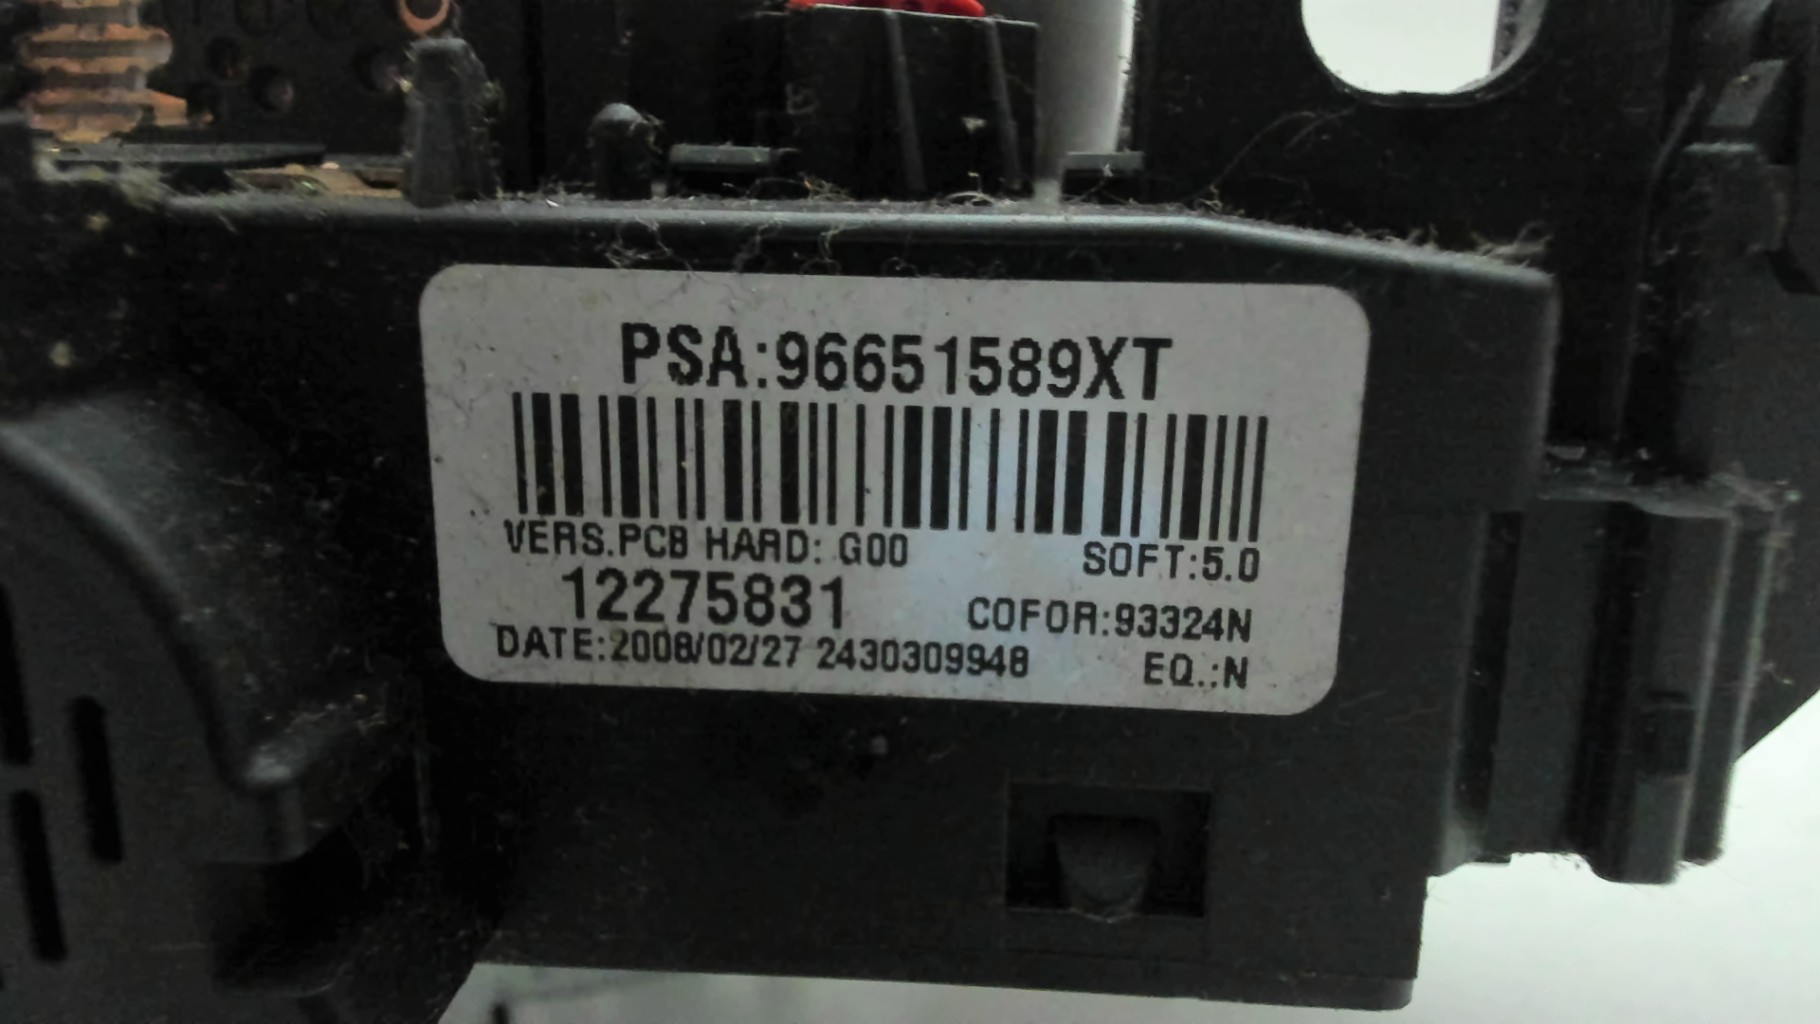 PSA:96651589XT
VERS.PCB HARD: G00 SOFT:5.0
12275831 COFOR:93324N
DATE:2008/02/27 2430309948 EQ.:N